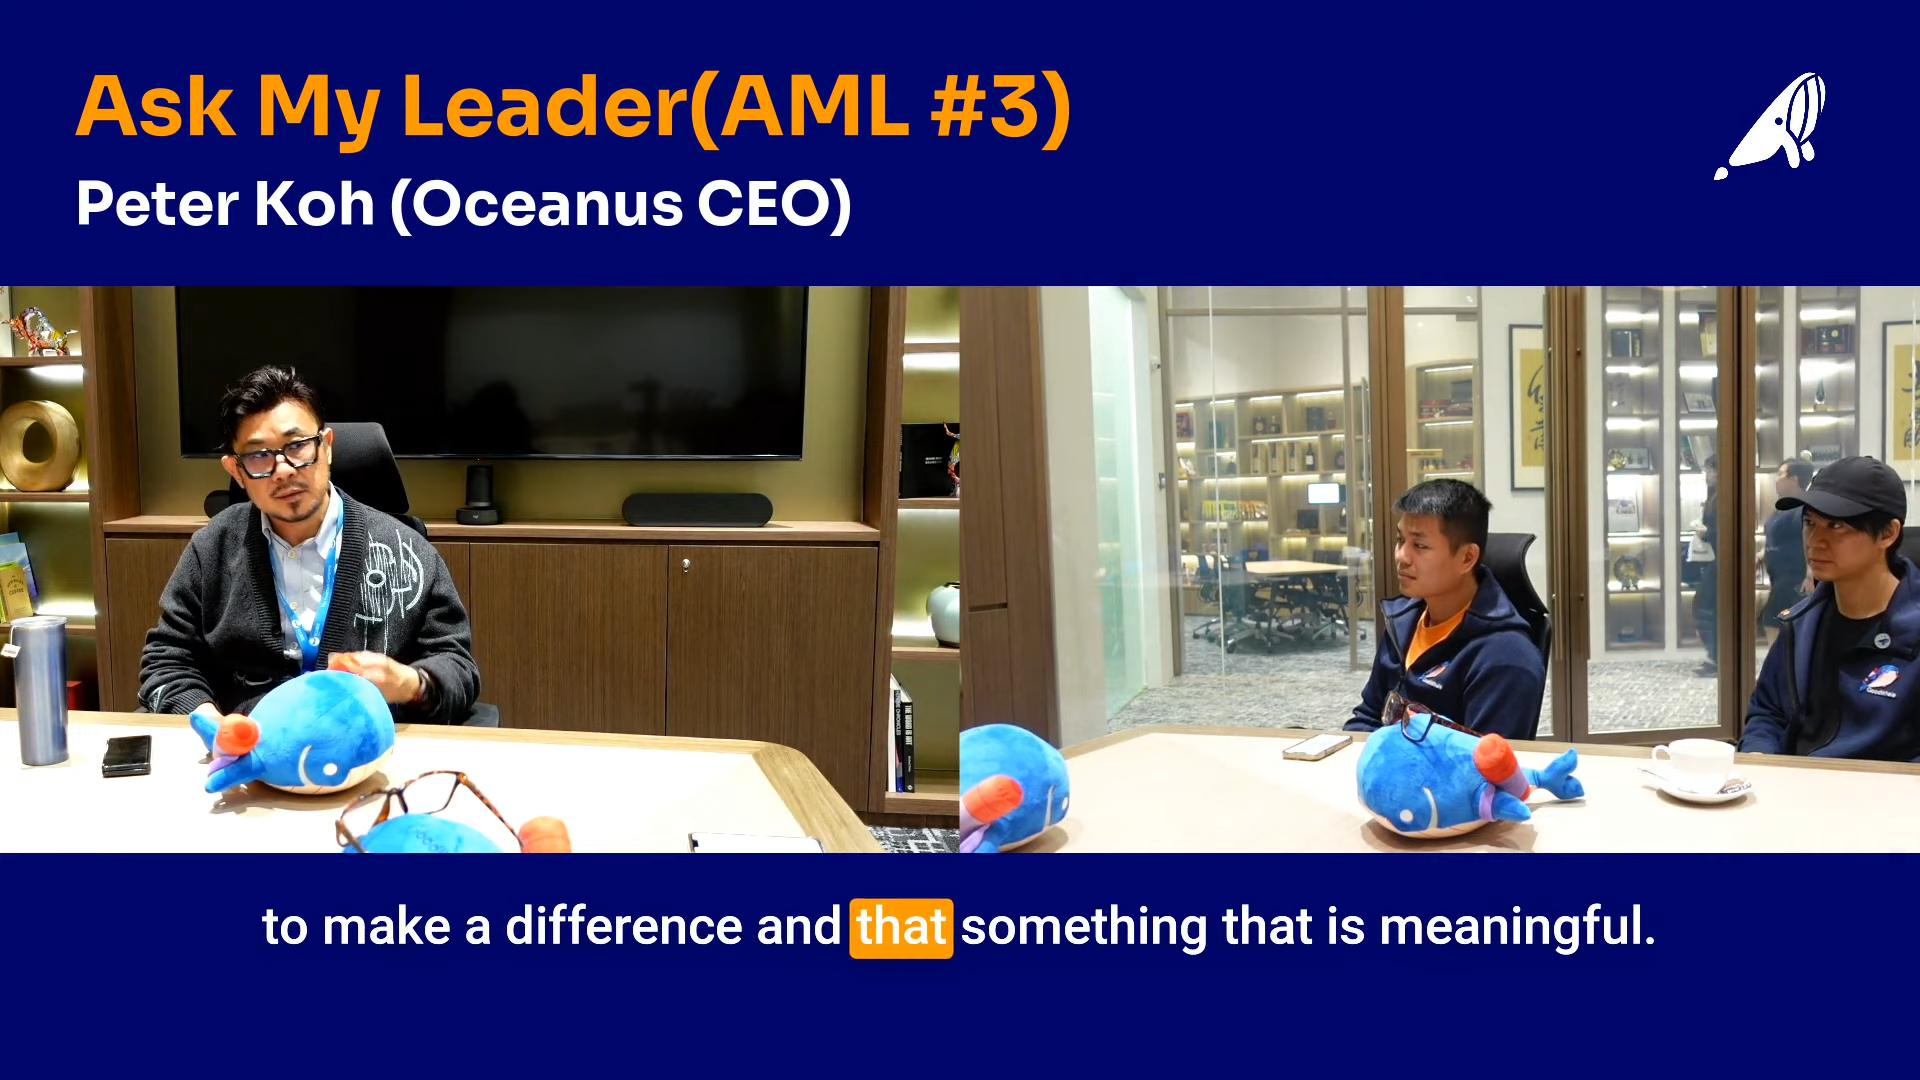 Ask My Leader(AML #3)
Peter Koh (Oceanus CEO)
to make a difference and that something that is meaningful.